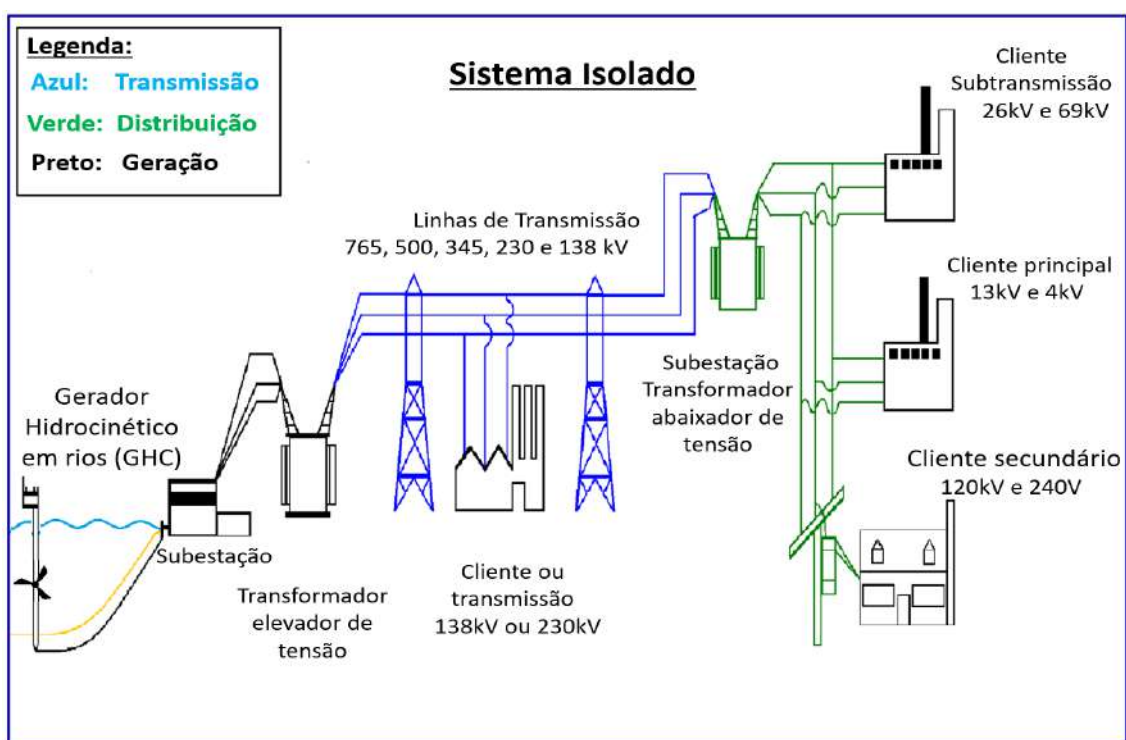 Legenda:
Azul: Transmissão
Verde: Distribuição
Preto: Geração
Sistema Isolado
Cliente
Subtransmissão
26kV e 69kV
Linhas de Transmissão
765, 500, 345, 230 e 138 kV
Cliente principal
13kV e 4kV
Subestação
Transformador
abaixador de
tensão
Gerador
Hidrocinético
em rios (GHC)
Cliente secundário
120kV e 240V
Subestação
Transformador
elevador de
tensão
Cliente ou
transmissão
138kV ou 230kV